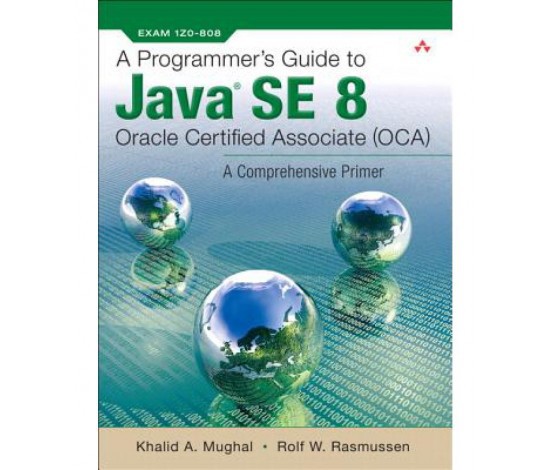 EXAM 1Z0-808
A Programmer's Guide to
Java® SE 8
Oracle Certified Associate (OCA)
A Comprehensive Primer
Khalid A. Mughal • Rolf W. Rasmussen